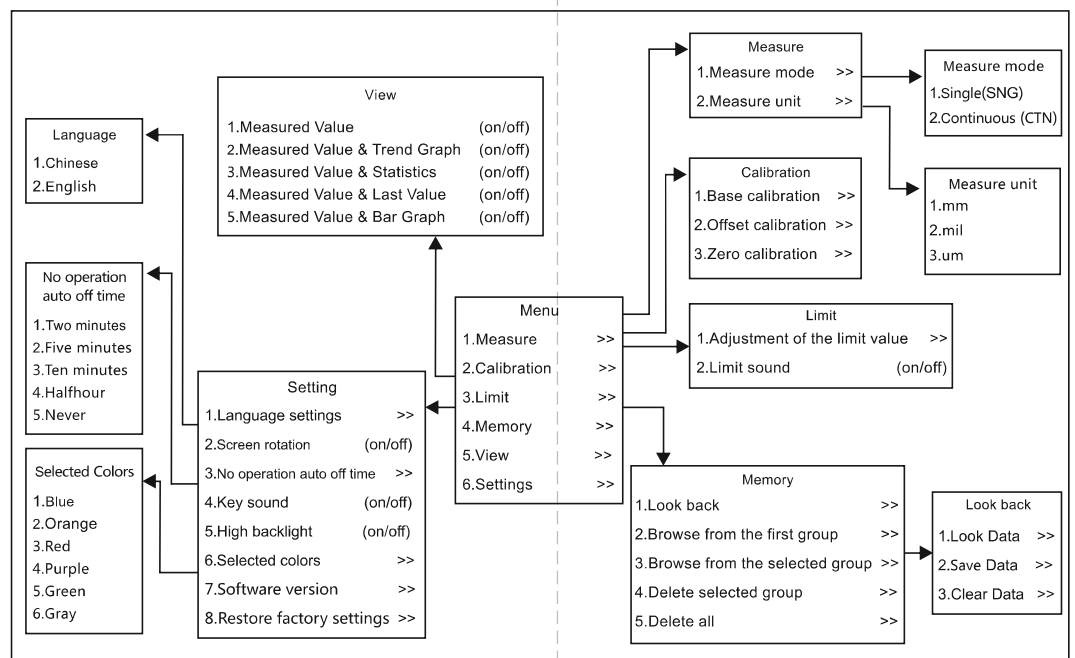 Language
1.Chinese
2.English
No operation
auto off time
1.Two minutes
2.Five minutes
3.Ten minutes
4.Halfhour
5.Never
Selected Colors
1.Blue
2.Orange
3.Red
4.Purple
5.Green
6.Gray
View
1.Measured Value (on/off)
2.Measured Value & Trend Graph (on/off)
3.Measured Value & Statistics (on/off)
4.Measured Value & Last Value (on/off)
5.Measured Value & Bar Graph (on/off)
Setting
1.Language settings >>
2.Screen rotation (on/off)
3.No operation auto off time >>
4.Key sound (on/off)
5.High backlight (on/off)
6.Selected colors >>
7.Software version >>
8.Restore factory settings >>
Menu
1.Measure >>
2.Calibration >>
3.Limit >>
4.Memory >>
5.View >>
6.Settings >>
Measure
1.Measure mode >>
2.Measure unit >>
Measure mode
1.Single(SNG)
2.Continuous (CTN)
Calibration
1.Base calibration >>
2.Offset calibration >>
3.Zero calibration >>
Measure unit
1.mm
2.mil
3.um
Limit
1.Adjustment of the limit value >>
2.Limit sound (on/off)
Memory
1.Look back >>
2.Browse from the first group >>
3.Browse from the selected group >>
4.Delete selected group >>
5.Delete all >>
Look back
1.Look Data >>
2.Save Data >>
3.Clear Data >>